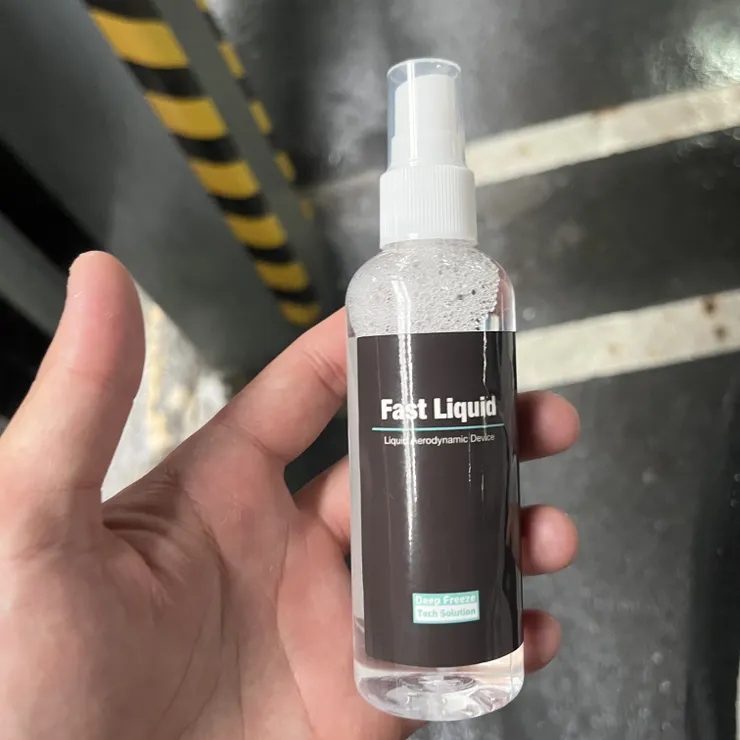 Fast Liquid
Liquid Aerodynamic Device
Deep Freeze
Tech Solution